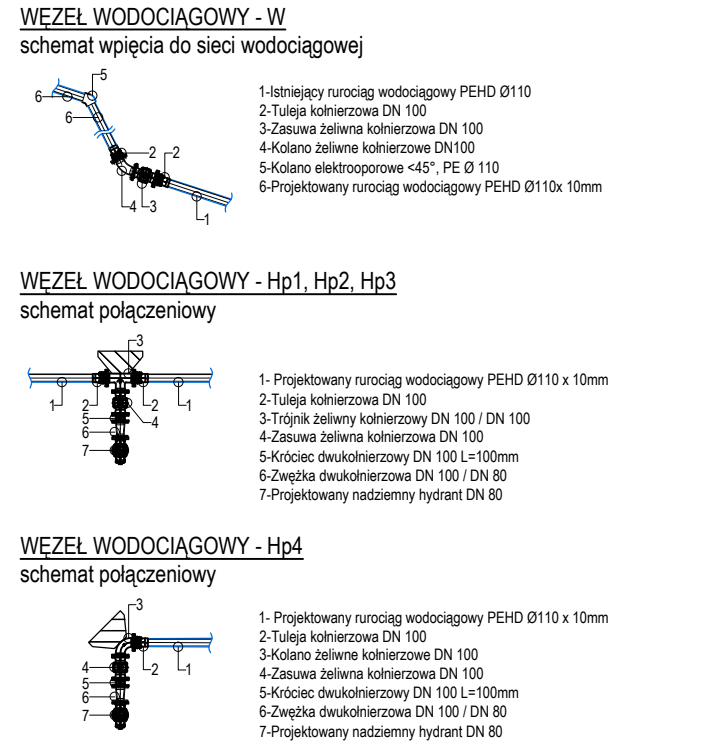 WĘZEŁ WODOCIĄGOWY - W
schemat wpięcia do sieci wodociągowej
5
6
6
2
2
4
3
1
1-Istniejący rurociąg wodociągowy PEHD Ø110
2-Tuleja kołnierzowa DN 100
3-Zasuwa żeliwna kołnierzowa DN 100
4-Kolano żeliwne kołnierzowe DN100
5-Kolano elektrooporowe <45°, PE Ø 110
6-Projektowany rurociąg wodociągowy PEHD Ø110x 10mm
WĘZEŁ WODOCIĄGOWY - Hp1, Hp2, Hp3
schemat połączeniowy
3
1
2
2
1
5
4
6
7
1- Projektowany rurociąg wodociągowy PEHD Ø110 x 10mm
2-Tuleja kołnierzowa DN 100
3-Trójnik żeliwny kołnierzowy DN 100 / DN 100
4-Zasuwa żeliwna kołnierzowa DN 100
5-Króciec dwukołnierzowy DN 100 L=100mm
6-Zwężka dwukołnierzowa DN 100 / DN 80
7-Projektowany nadziemny hydrant DN 80
WĘZEŁ WODOCIĄGOWY - Hp4
schemat połączeniowy
3
4
2
1
5
6
7
1- Projektowany rurociąg wodociągowy PEHD Ø110 x 10mm
2-Tuleja kołnierzowa DN 100
3-Kolano żeliwne kołnierzowe DN 100
4-Zasuwa żeliwna kołnierzowa DN 100
5-Króciec dwukołnierzowy DN 100 L=100mm
6-Zwężka dwukołnierzowa DN 100 / DN 80
7-Projektowany nadziemny hydrant DN 80